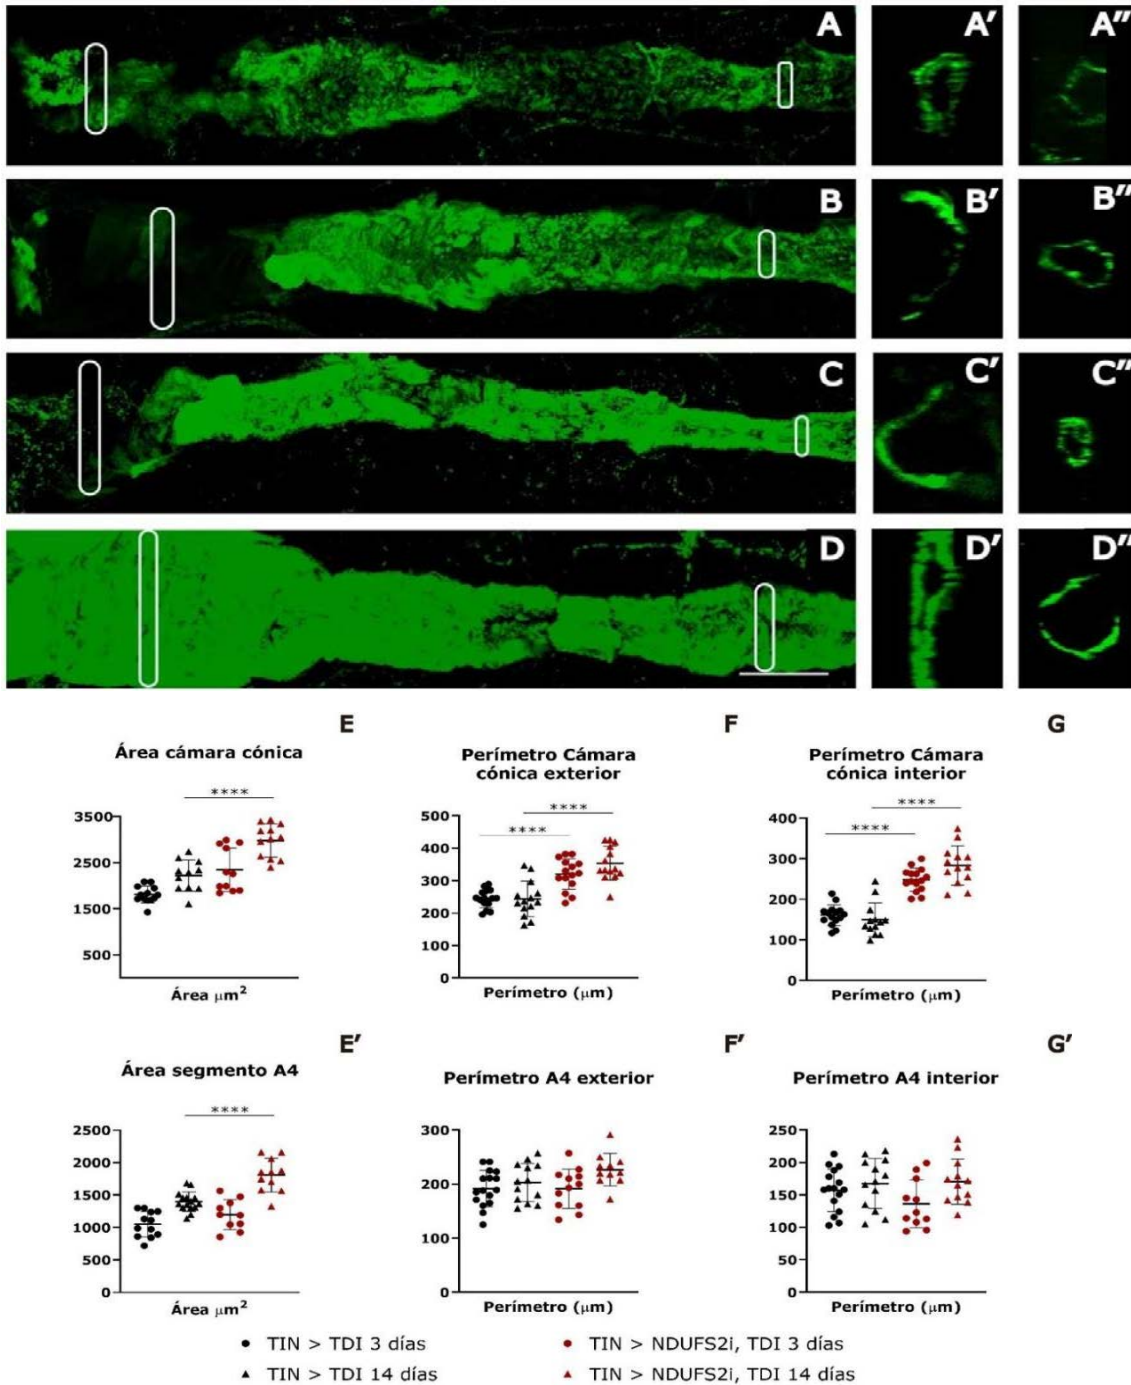 A A′ A″
B B′ B″
C C′ C″
D D′ D″
E F G
Área cámara cónica
Perímetro Cámara
cónica exterior
Perímetro Cámara
cónica interior
****
3500
2500
1500
500
Área μm²
****
****
500
400
300
200
100
0
Perímetro (μm)
****
****
400
300
200
100
0
Perímetro (μm)
E′ F′ G′
Área segmento A4
Perímetro A4 exterior
Perímetro A4 interior
****
2500
2000
1500
1000
500
0
Área μm²
300
200
100
0
Perímetro (μm)
250
200
150
100
50
0
Perímetro (μm)
TIN > TDI 3 días
TIN > NDUFS2i, TDI 3 días
TIN > TDI 14 días
TIN > NDUFS2i, TDI 14 días